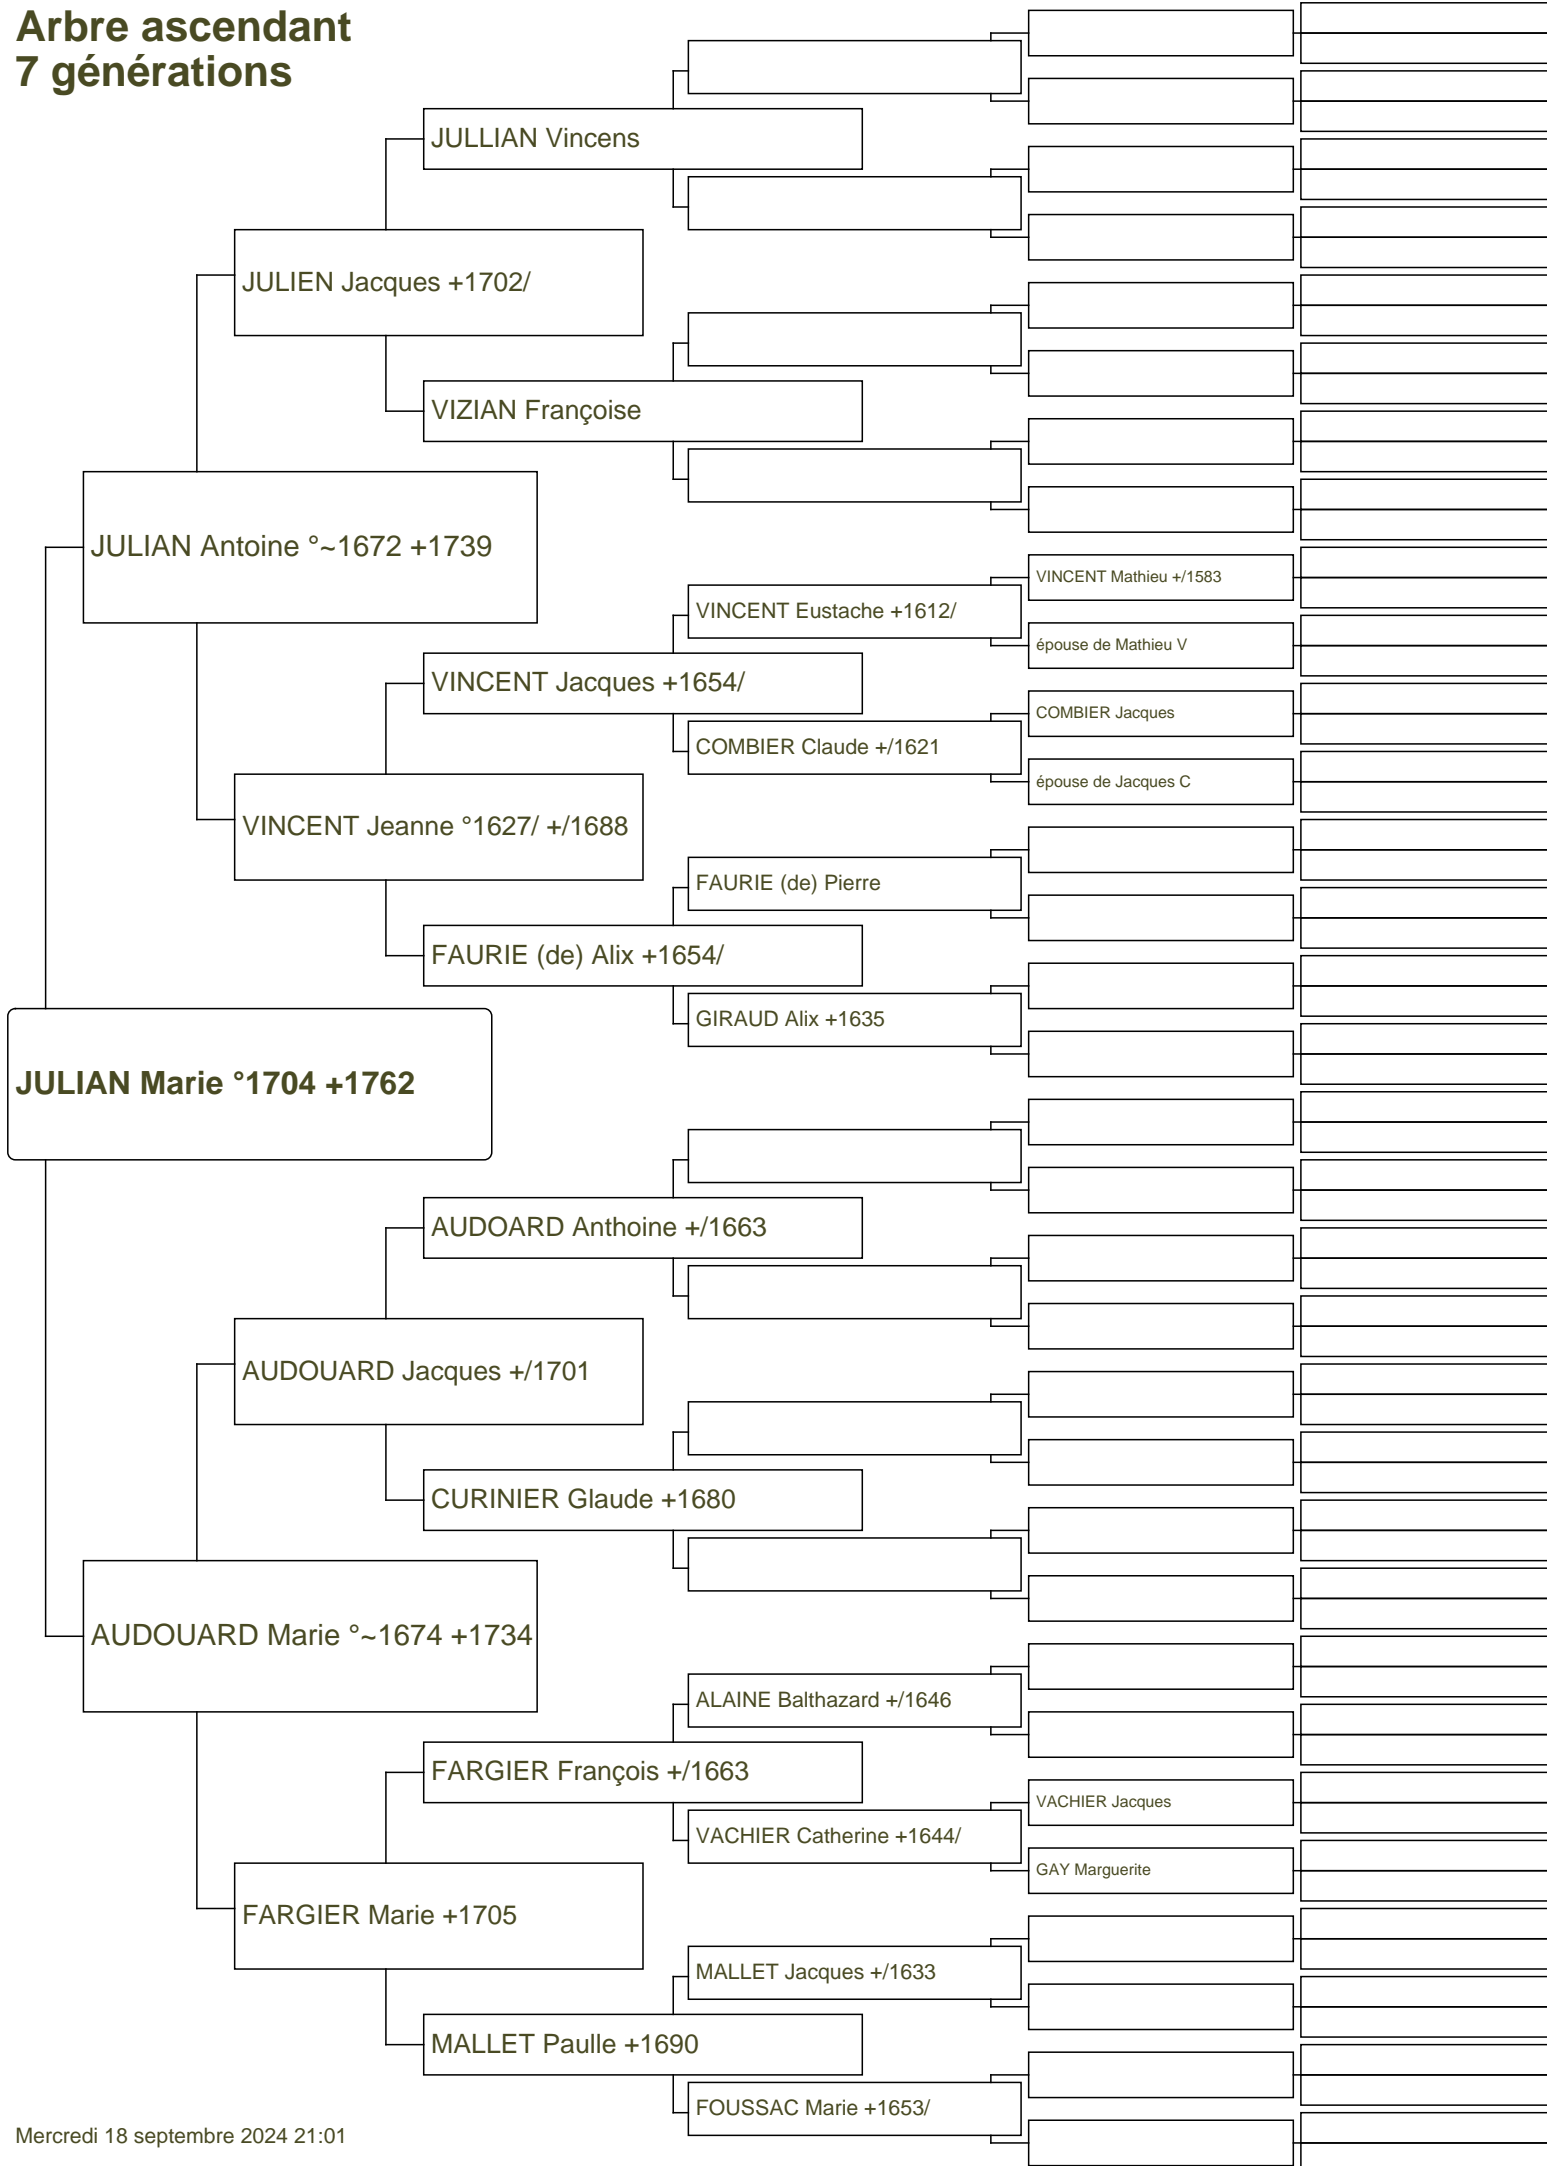 Arbre ascendant
7 générations
JULLIAN Vincens
JULIEN Jacques +1702/
VIZIAN Françoise
JULIAN Antoine °~1672 +1739
VINCENT Mathieu +/1583
VINCENT Eustache +1612/
épouse de Mathieu V
VINCENT Jacques +1654/
COMBIER Jacques
COMBIER Claude +/1621
épouse de Jacques C
VINCENT Jeanne °1627/ +/1688
FAURIE (de) Pierre
FAURIE (de) Alix +1654/
GIRAUD Alix +1635
JULIAN Marie °1704 +1762
AUDOARD Anthoine +/1663
AUDOUARD Jacques +/1701
CURINIER Glaude +1680
AUDOUARD Marie °~1674 +1734
ALAINE Balthazard +/1646
FARGIER François +/1663
VACHIER Jacques
VACHIER Catherine +1644/
GAY Marguerite
FARGIER Marie +1705
MALLET Jacques +/1633
MALLET Paulle +1690
FOUSSAC Marie +1653/
Mercredi 18 septembre 2024 21:01